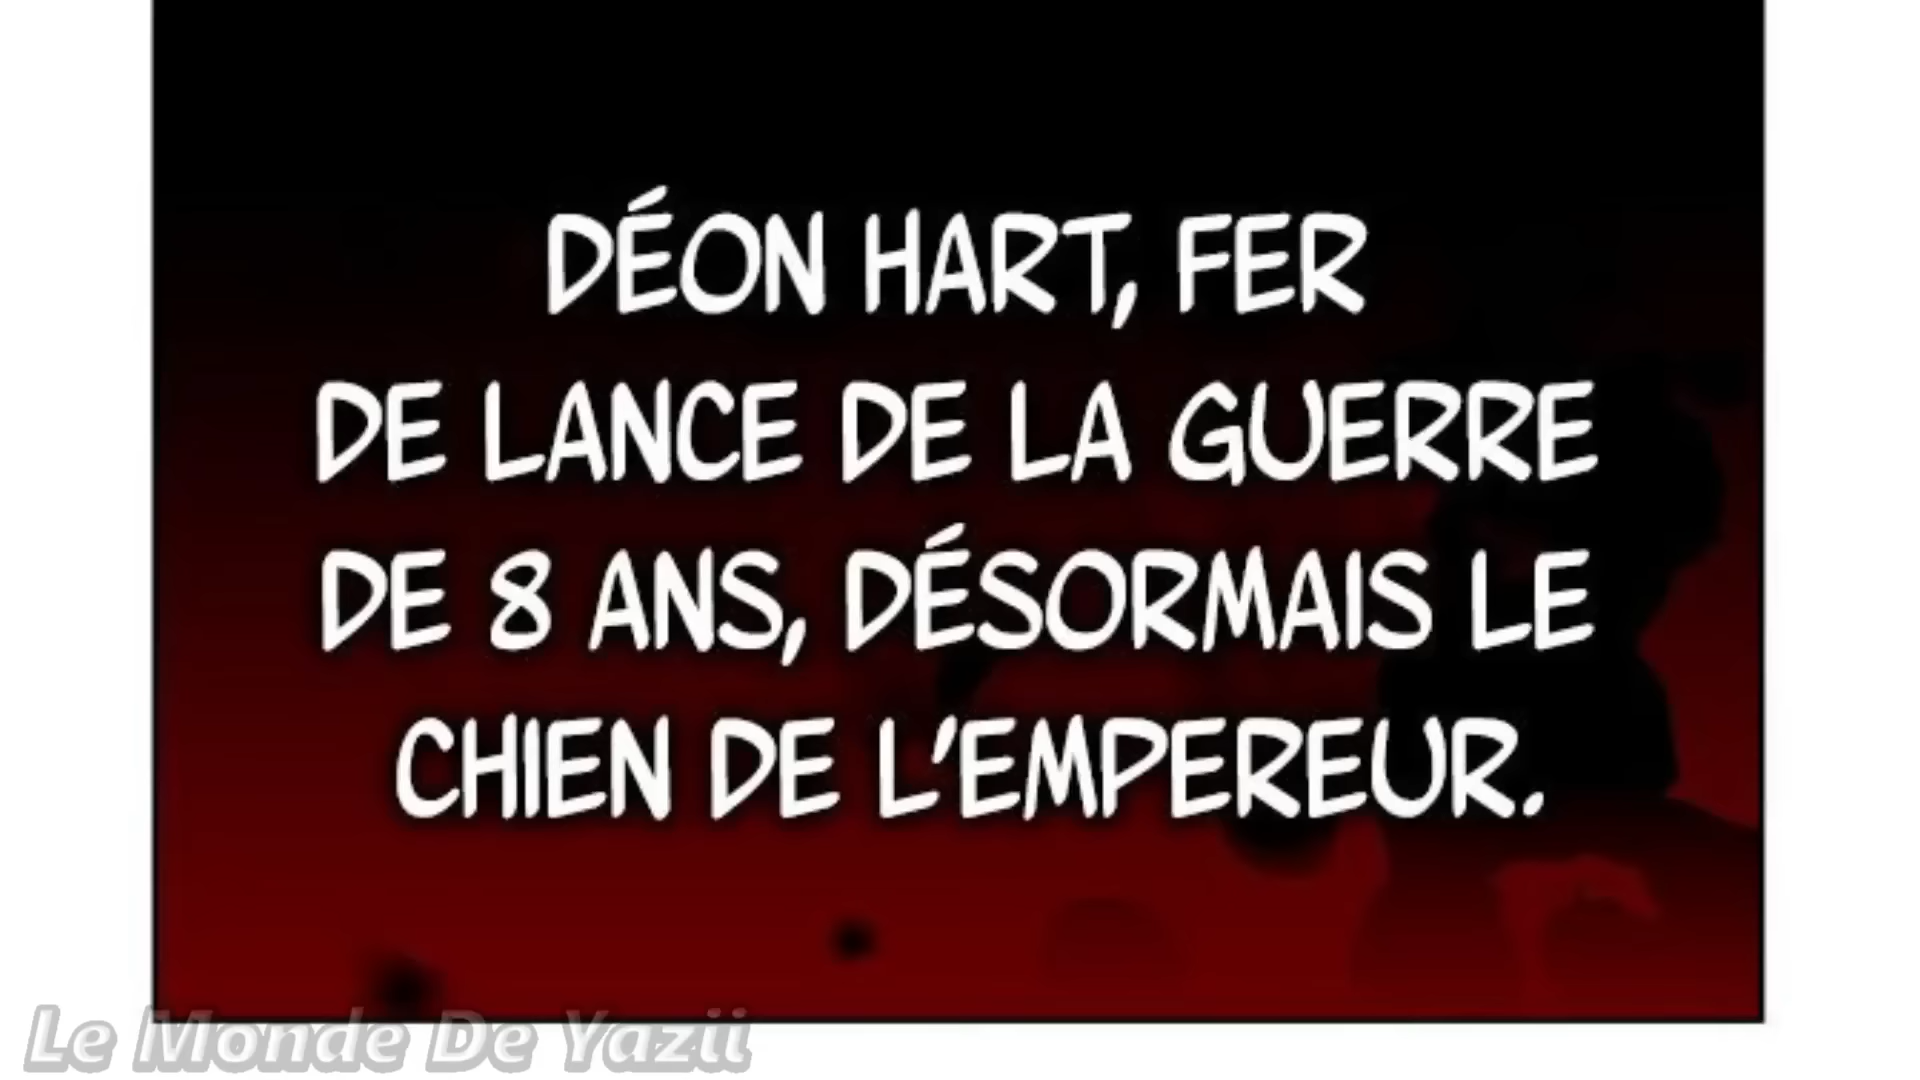 DÉON HART, FER
DE LANCE DE LA GUERRE
DE 8 ANS, DÉSORMAIS LE
CHIEN DE L'EMPEREUR.
Le Monde De Yazii